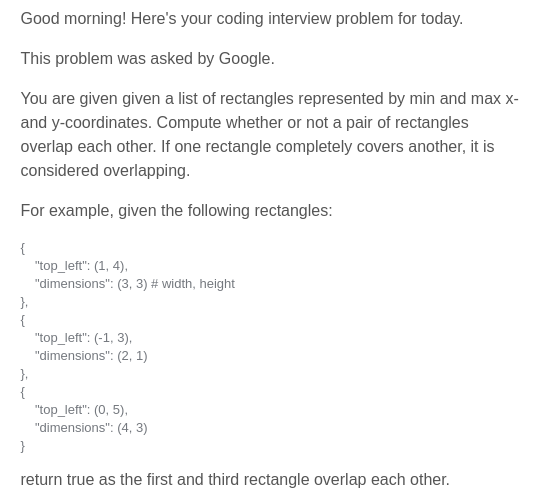 Good morning! Here's your coding interview problem for today.
This problem was asked by Google.
You are given given a list of rectangles represented by min and max x-
and y-coordinates. Compute whether or not a pair of rectangles
overlap each other. If one rectangle completely covers another, it is
considered overlapping.
For example, given the following rectangles:
{
"top_left": (1, 4),
"dimensions": (3, 3) # width, height
},
{
"top_left": (-1, 3),
"dimensions": (2, 1)
},
{
"top_left": (0, 5),
"dimensions": (4, 3)
}
return true as the first and third rectangle overlap each other.